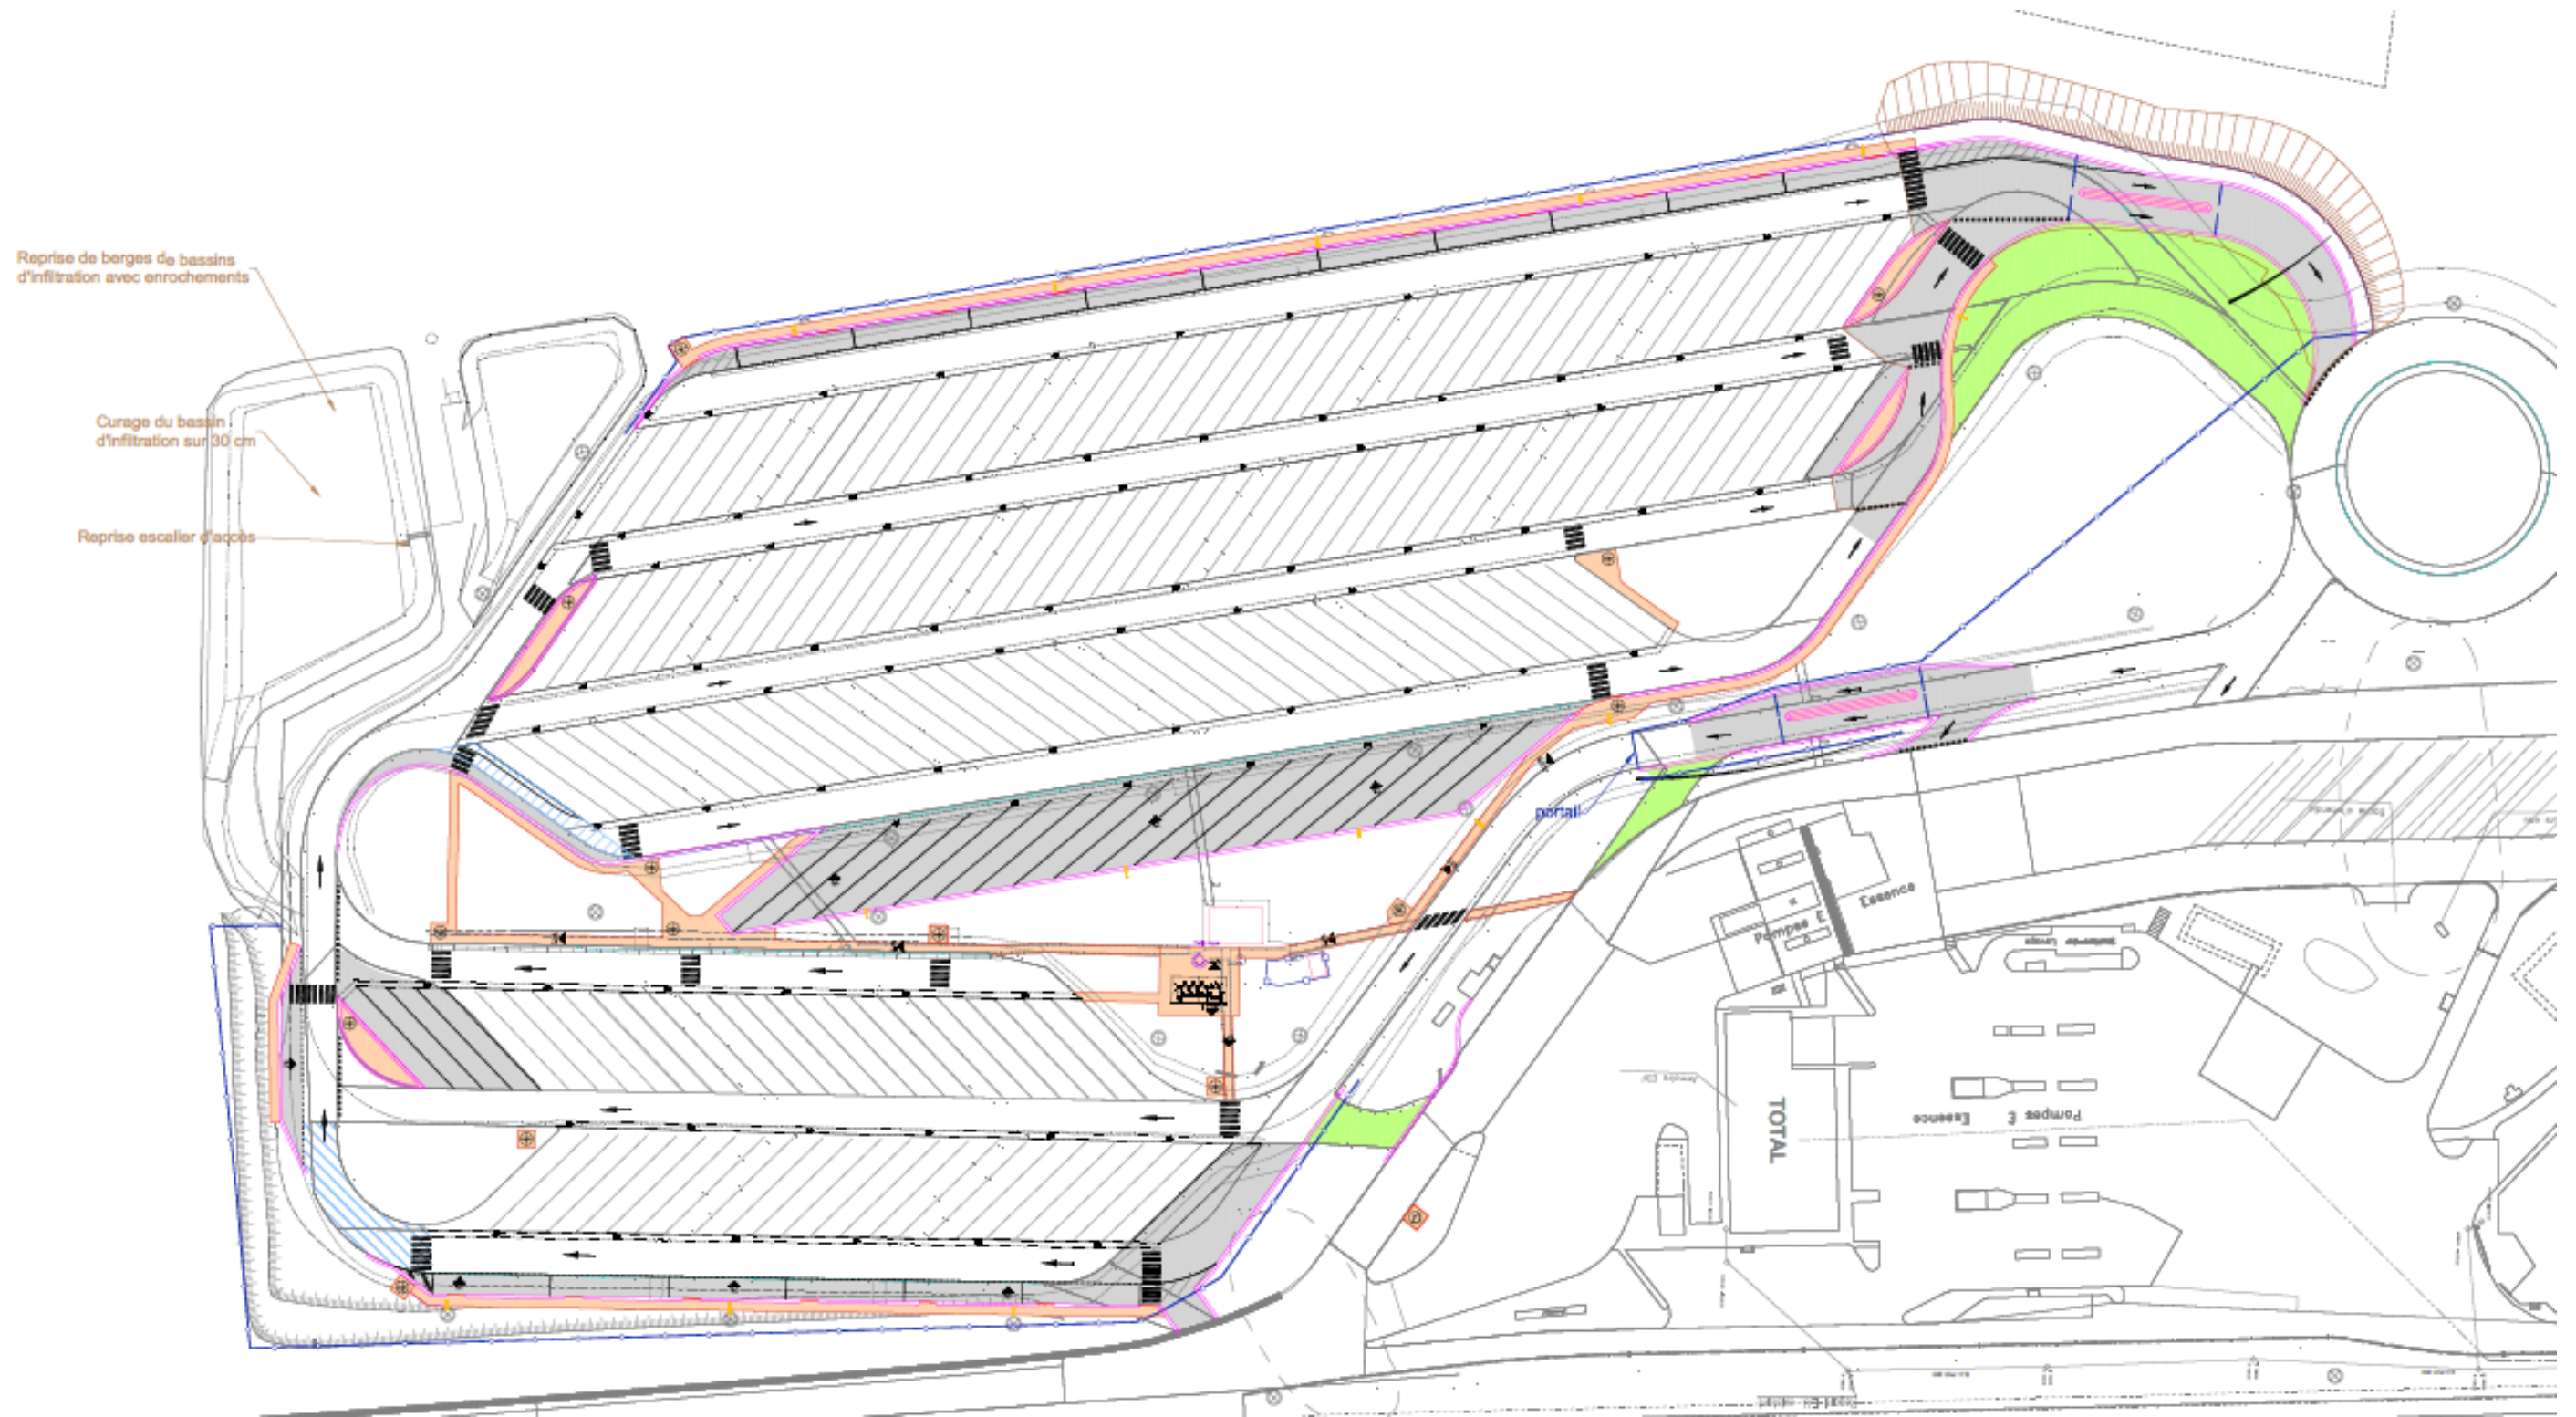 Reprise de berges de bassins
d'infiltration avec enrochements
Curage du bassin
d'infiltration sur 30 cm
Reprise escalier d'accès
portail
Pompes E
Essence
TOTAL
Essence
Pompes E